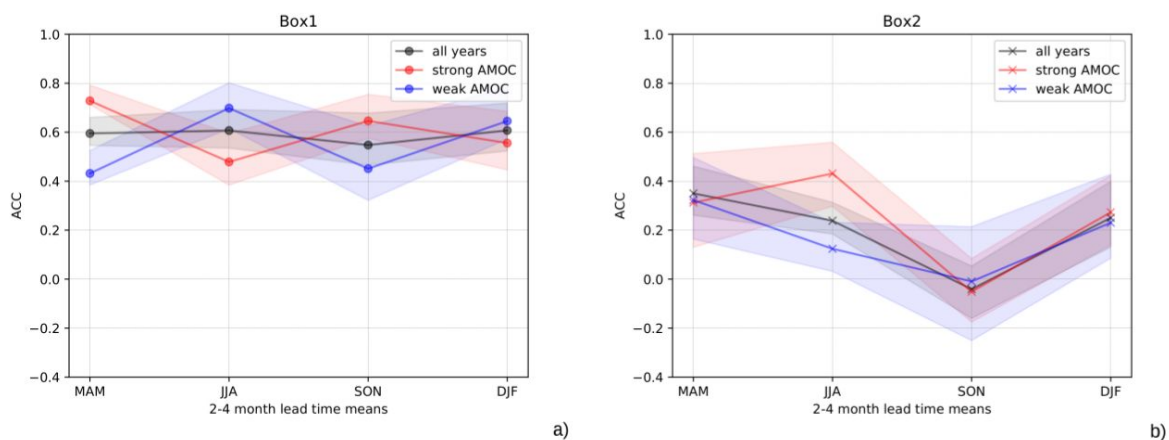 Box1
1.0
0.8
0.6
0.4
0.2
0.0
−0.2
−0.4
ACC
all years
strong AMOC
weak AMOC
MAM
JJA
SON
DJF
2-4 month lead time means
a)
Box2
1.0
0.8
0.6
0.4
0.2
0.0
−0.2
−0.4
ACC
all years
strong AMOC
weak AMOC
MAM
JJA
SON
DJF
2-4 month lead time means
b)